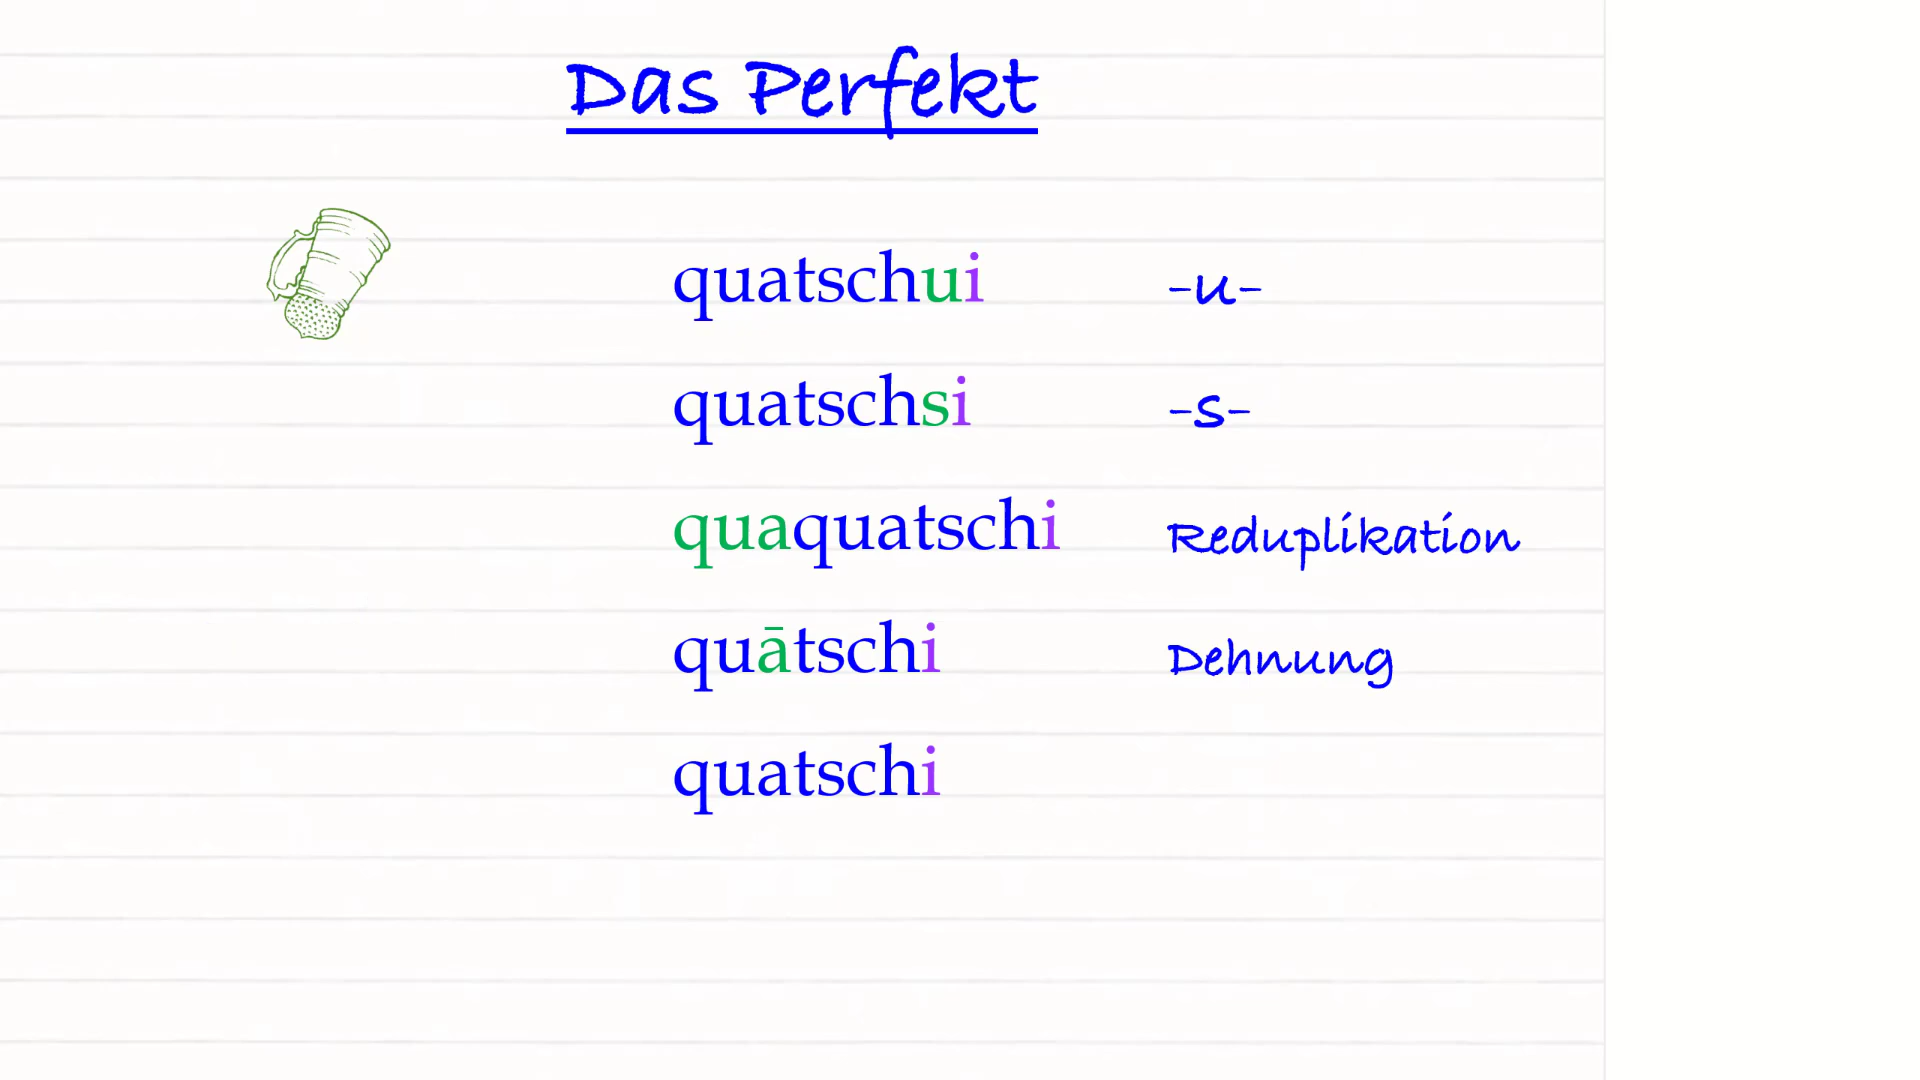 Das Perfekt
quatschui -u-
quatschsi -s-
quaquatschi Reduplikation
quātschi Dehnung
quatschi